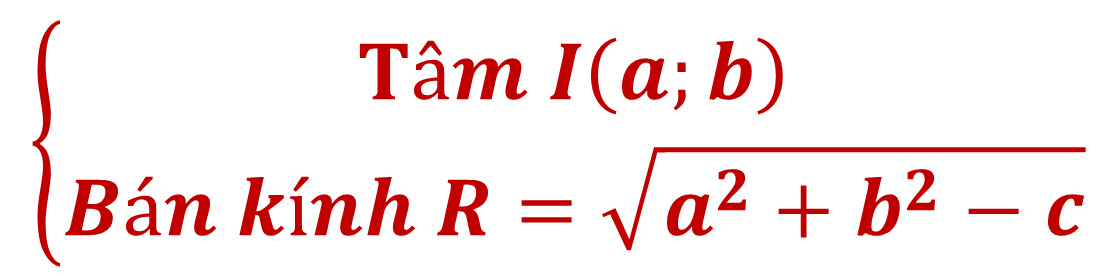 Tâm I(a; b)
Bán kính R = √(a² + b² − c)